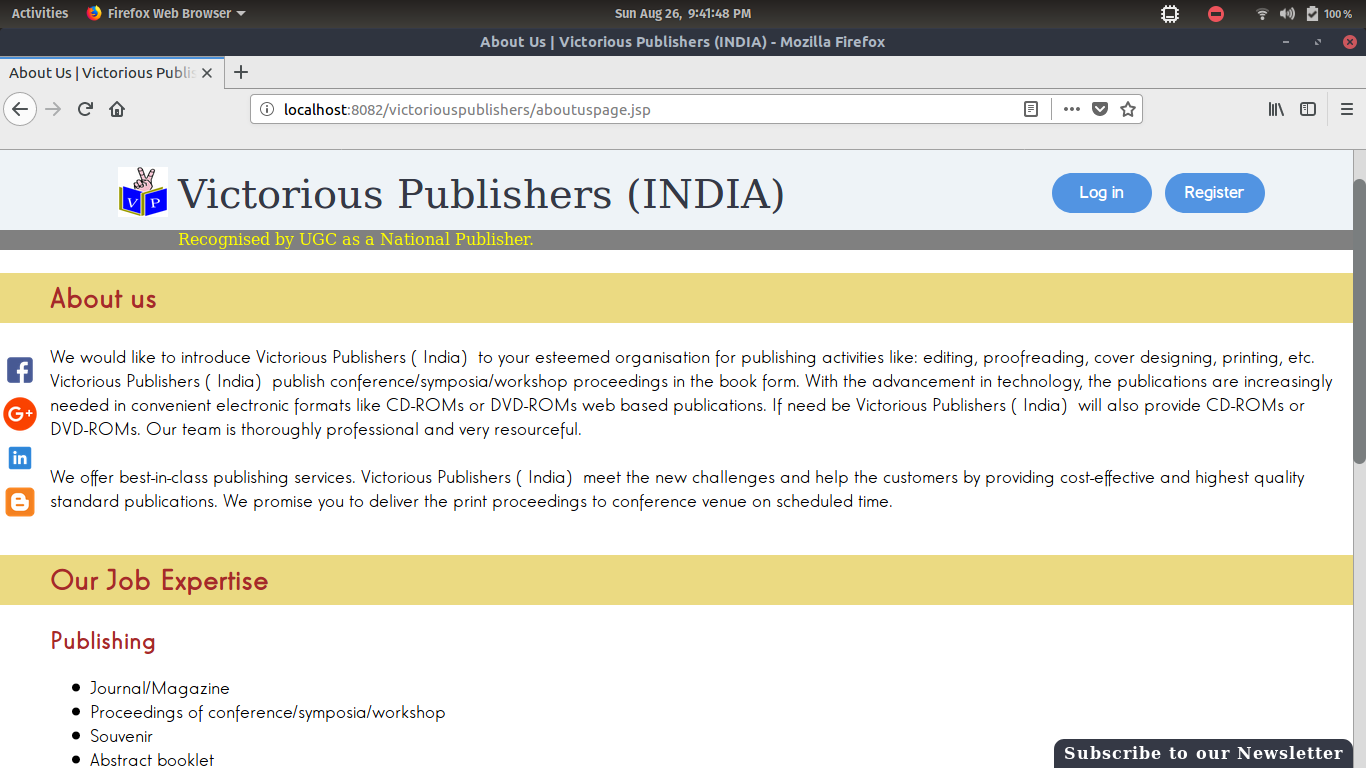 Activities Firefox Web Browser Sun Aug 26, 9:41:48 PM 100 %
About Us | Victorious Publishers (INDIA) - Mozilla Firefox
About Us | Victorious Publis
localhost:8082/victoriouspublishers/aboutuspage.jsp
V P Victorious Publishers (INDIA) Log in Register
Recognised by UGC as a National Publisher.
About us
We would like to introduce Victorious Publishers ( India) to your esteemed organisation for publishing activities like: editing, proofreading, cover designing, printing, etc.
Victorious Publishers ( India) publish conference/symposia/workshop proceedings in the book form. With the advancement in technology, the publications are increasingly
needed in convenient electronic formats like CD-ROMs or DVD-ROMs web based publications. If need be Victorious Publishers ( India) will also provide CD-ROMs or
DVD-ROMs. Our team is thoroughly professional and very resourceful.
We offer best-in-class publishing services. Victorious Publishers ( India) meet the new challenges and help the customers by providing cost-effective and highest quality
standard publications. We promise you to deliver the print proceedings to conference venue on scheduled time.
Our Job Expertise
Publishing
Journal/Magazine
Proceedings of conference/symposia/workshop
Souvenir
Abstract booklet
Subscribe to our Newsletter